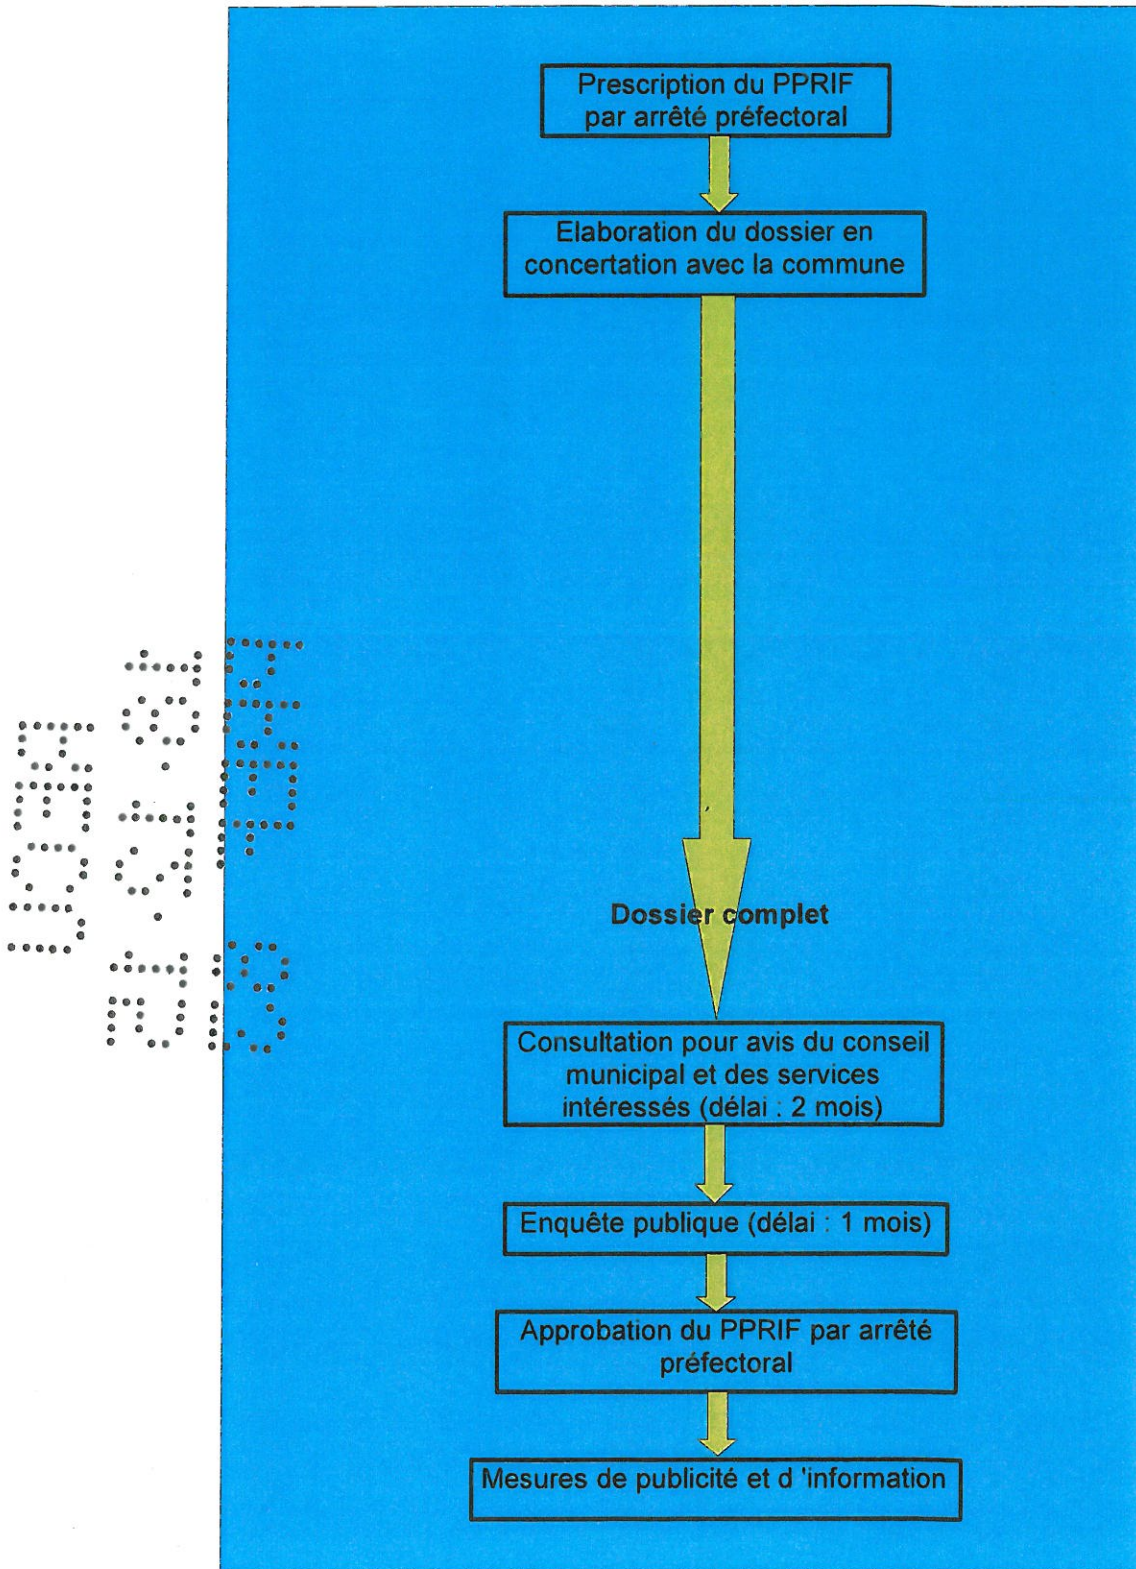 Prescription du PPRIF
par arrêté préfectoral
Elaboration du dossier en
concertation avec la commune
Dossier complet
Consultation pour avis du conseil
municipal et des services
intéressés (délai : 2 mois)
Enquête publique (délai : 1 mois)
Approbation du PPRIF par arrêté
préfectoral
Mesures de publicité et d 'information